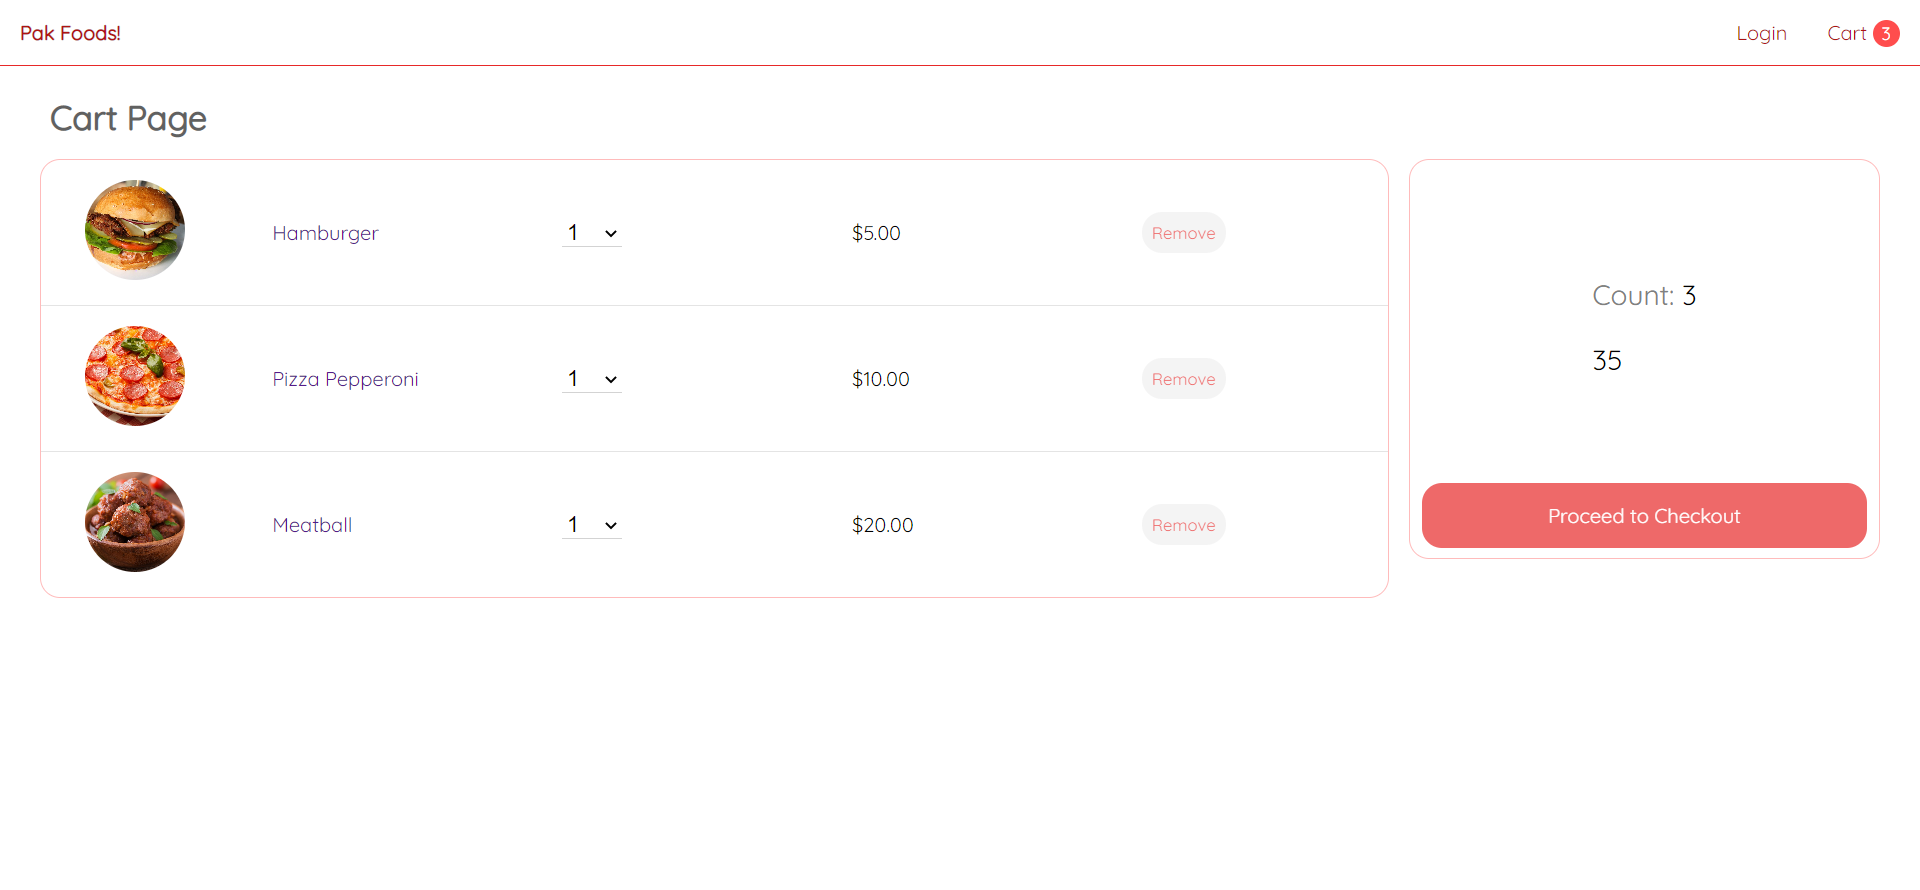 Pak Foods!
Login
Cart 3
Cart Page
Hamburger 1 $5.00 Remove
Pizza Pepperoni 1 $10.00 Remove
Meatball 1 $20.00 Remove
Count: 3
35
Proceed to Checkout